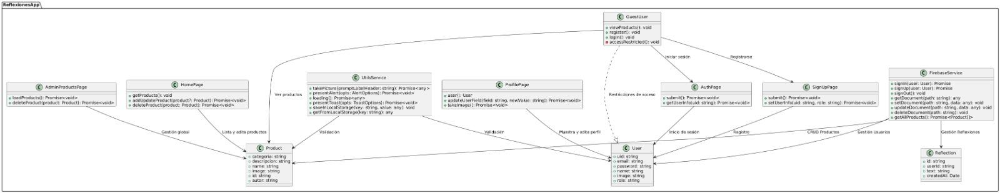 ReflexionesApp
C GuestUser
viewProducts(): void
register(): void
login(): void
accessRestricted(): void
C AdminProductsPage
loadProducts(): Promise<void>
deleteProduct(product: Product): Promise<void>
C HomePage
getProducts(): void
addUpdateProduct(product?: Product): Promise<void>
deleteProduct(product: Product): Promise<void>
C UtilsService
takePicture(promptLabelHeader: string): Promise<any>
presentAlert(opts: AlertOptions): Promise<void>
loading(): Promise<any>
presentToast(opts: ToastOptions): Promise<void>
saveInLocalStorage(key: string, value: any): void
getFromLocalStorage(key: string): any
C ProfilePage
user(): User
updateUserField(field: string, newValue: string): Promise<void>
takeImage(): Promise<void>
C AuthPage
submit(): Promise<void>
getUserInfo(uid: string): Promise<void>
C SignUpPage
submit(): Promise<void>
setUserInfo(uid: string, role: string): Promise<void>
C FirebaseService
signIn(user: User): Promise
signUp(user: User): Promise
signOut(): void
getDocument(path: string): any
setDocument(path: string, data: any): void
updateDocument(path: string, data: any): void
deleteDocument(path: string): void
getAllProducts(): Promise<Product[]>
Iniciar sesión
Registrarse
Ver productos
Restricciones de acceso
Gestión global
Lista y edita productos
Validación
Validación
Muestra y edita perfil
Inicio de sesión
Registro
CRUD Productos
Gestión Usuarios
Gestión Reflexiones
C Product
categoria: string
descripcion: string
name: string
image: string
id: string
autor: string
C User
uid: string
email: string
password: string
name: string
image: string
role: string
C Reflection
id: string
userId: string
text: string
createdAt: Date